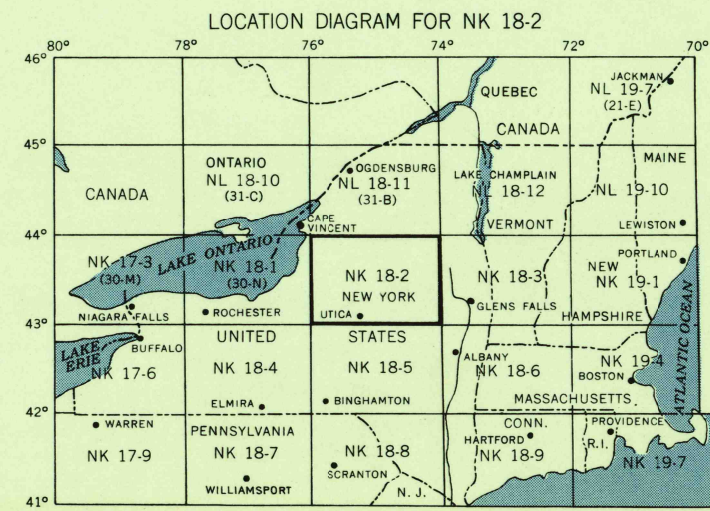 LOCATION DIAGRAM FOR NK 18-2
80° 78° 76° 74° 72° 70°
46°
JACKMAN
NL 19-7
(21-E)
QUEBEC
CANADA
45°
ONTARIO
NL 18-10
(31-C)
OGDENSBURG
NL 18-11
(31-B)
LAKE CHAMPLAIN
NL 18-12
MAINE
NL 19-10
CANADA
CAPE
VINCENT
VERMONT
LEWISTON
44°
NK 17-3
(30-M)
LAKE ONTARIO
NK 18-1
(30-N)
NK 18-2
NEW YORK
UTICA
NK 18-3
GLENS FALLS
PORTLAND
NEW
NK 19-1
HAMPSHIRE
NIAGARA FALLS
ROCHESTER
43°
LAKE
ERIE
BUFFALO
NK 17-6
UNITED
NK 18-4
ELMIRA
STATES
NK 18-5
BINGHAMTON
ALBANY
NK 18-6
NK 19-4
BOSTON
MASSACHUSETTS
ATLANTIC OCEAN
42°
WARREN
NK 17-9
PENNSYLVANIA
NK 18-7
WILLIAMSPORT
NK 18-8
SCRANTON
N. J.
CONN.
HARTFORD
NK 18-9
PROVIDENCE
R.I.
NK 19-7
41°